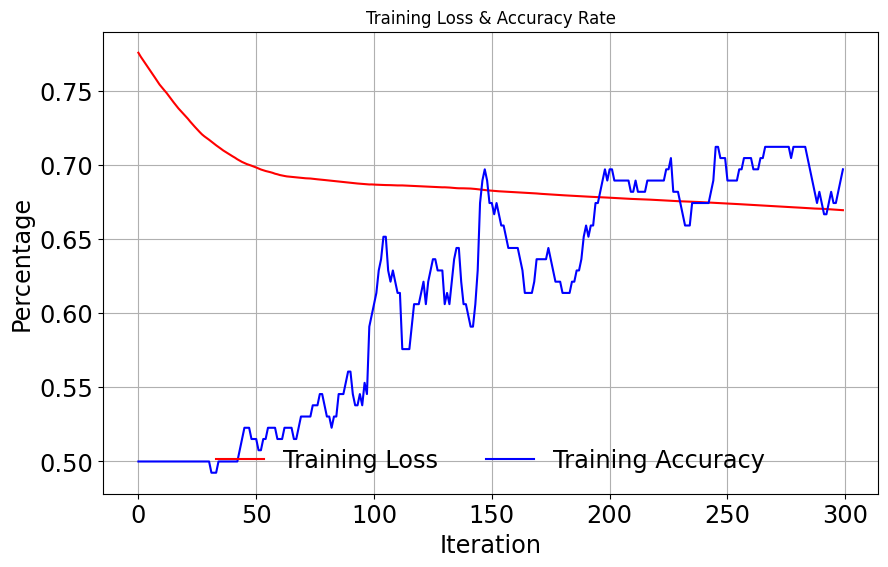 Training Loss & Accuracy Rate
Percentage
0.75
0.70
0.65
0.60
0.55
0.50
Training Loss Training Accuracy
0 50 100 150 200 250 300
Iteration